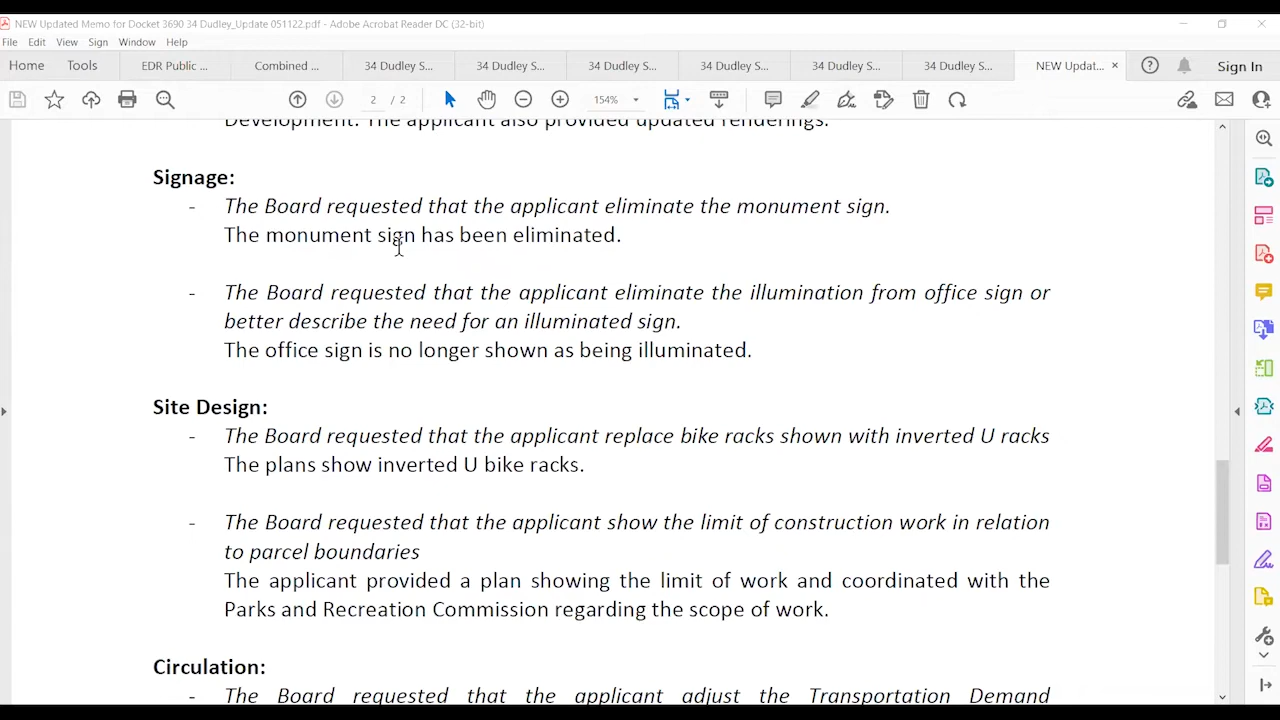 NEW Updated Memo for Docket 3690 34 Dudley_Update 051122.pdf - Adobe Acrobat Reader DC (32-bit)
File Edit View Sign Window Help
Home Tools EDR Public ... Combined ... 34 Dudley S... 34 Dudley S... 34 Dudley S... 34 Dudley S... 34 Dudley S... 34 Dudley S... NEW Updat... × Sign In
2 / 2 154%
Development. The applicant also provided updated renderings.
Signage:
- The Board requested that the applicant eliminate the monument sign.
The monument sign has been eliminated.
- The Board requested that the applicant eliminate the illumination from office sign or
better describe the need for an illuminated sign.
The office sign is no longer shown as being illuminated.
Site Design:
- The Board requested that the applicant replace bike racks shown with inverted U racks
The plans show inverted U bike racks.
- The Board requested that the applicant show the limit of construction work in relation
to parcel boundaries
The applicant provided a plan showing the limit of work and coordinated with the
Parks and Recreation Commission regarding the scope of work.
Circulation:
- The Board requested that the applicant adjust the Transportation Demand